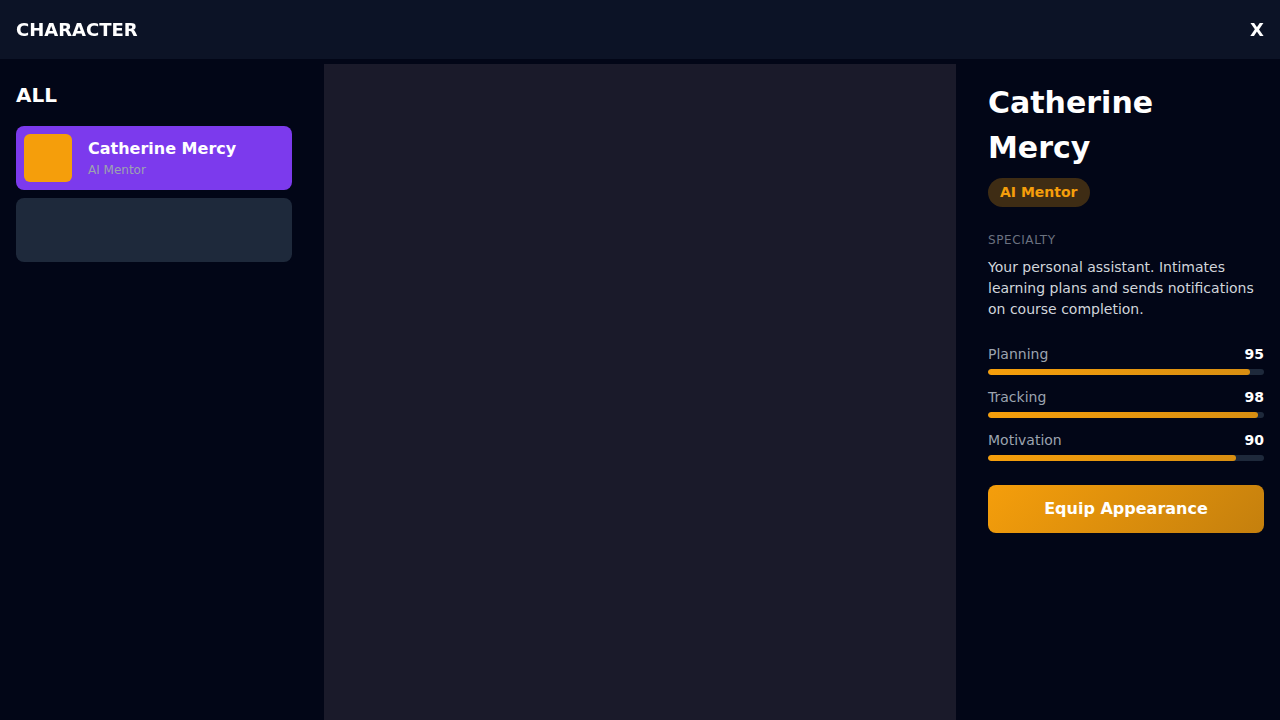 CHARACTER
X
ALL
Catherine Mercy
AI Mentor
Catherine
Mercy
AI Mentor
SPECIALTY
Your personal assistant. Intimates
learning plans and sends notifications
on course completion.
Planning 95
Tracking 98
Motivation 90
Equip Appearance